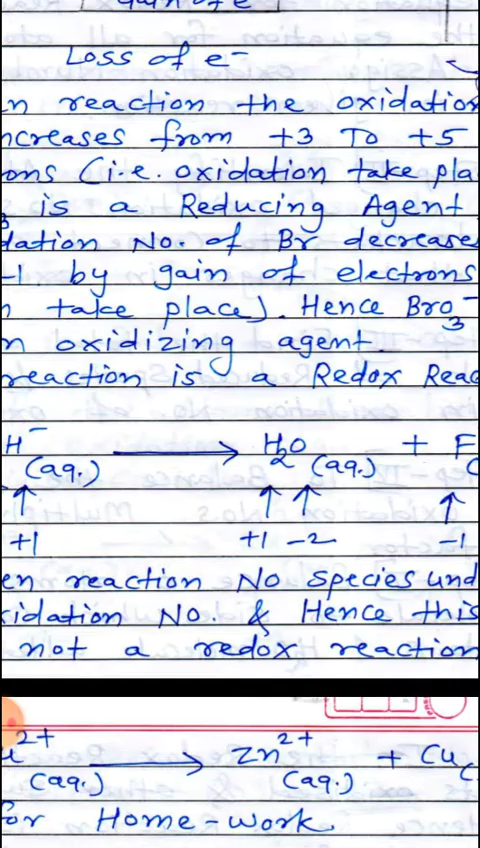 Loss of e⁻
n reaction the oxidation
ncreases from +3 To +5
ons (i.e. oxidation take pla
is a Reducing Agent
dation No. of Br decrease
-1 by gain of electrons
n take place). Hence BrO₃⁻
n oxidizing agent.
reaction is a Redox Reac
H⁻ (aq.) ⟶ H₂O (aq.) + F
↑ ↑ ↑ ↑
+1 +1 -2 -1
en reaction No species und
idation No. & Hence this
not a redox reaction
2+ (aq.) ⟶ Zn²⁺ (aq.) + Cu
for Home-work